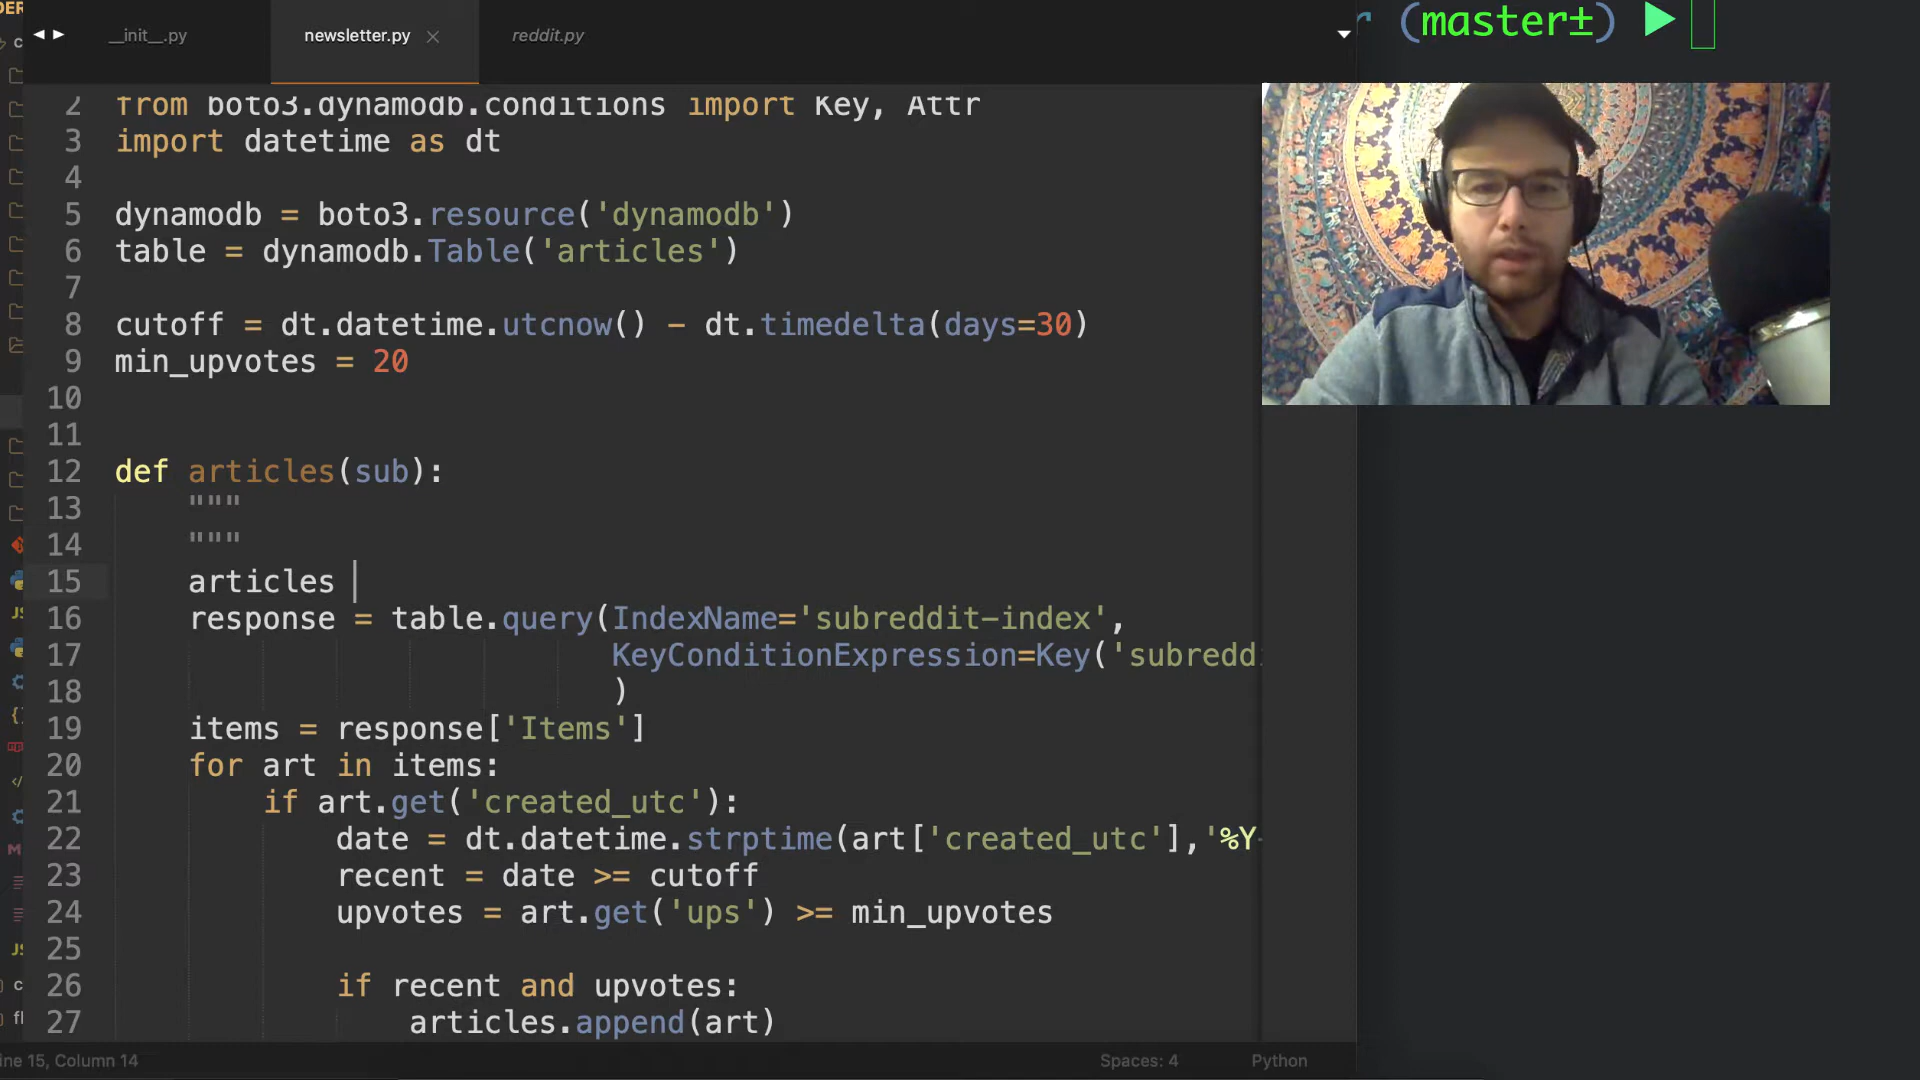 DER
__init__.py
newsletter.py
reddit.py
(master±)
2 from boto3.dynamodb.conditions import Key, Attr
3 import datetime as dt
4
5 dynamodb = boto3.resource('dynamodb')
6 table = dynamodb.Table('articles')
7
8 cutoff = dt.datetime.utcnow() - dt.timedelta(days=30)
9 min_upvotes = 20
10
11
12 def articles(sub):
13 """
14 """
15 articles
16 response = table.query(IndexName='subreddit-index',
17 KeyConditionExpression=Key('subreddi
18 )
19 items = response['Items']
20 for art in items:
21 if art.get('created_utc'):
22 date = dt.datetime.strptime(art['created_utc'],'%Y-
23 recent = date >= cutoff
24 upvotes = art.get('ups') >= min_upvotes
25
26 if recent and upvotes:
27 articles.append(art)
ine 15, Column 14
Spaces: 4
Python